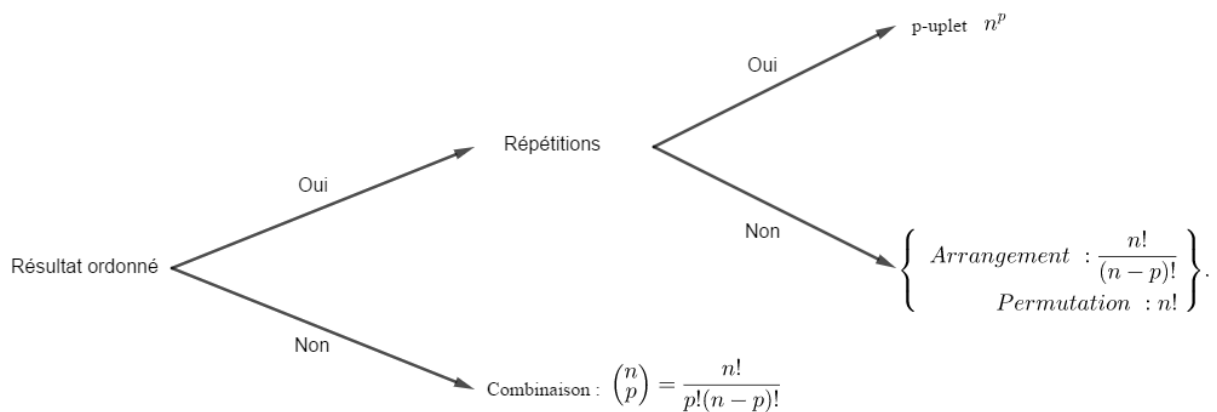 p-uplet n^p
Oui
Répétitions
Oui
Non
Arrangement : n!/(n − p)!
Résultat ordonné
Permutation : n!
Non
Combinaison : (n p) = n!/p!(n − p)!